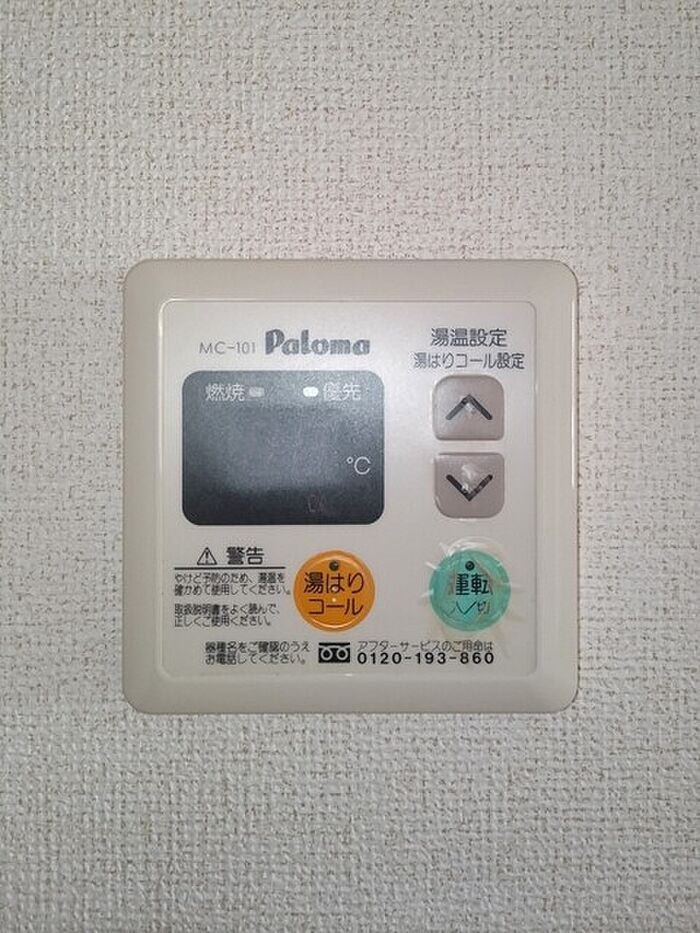 MC-101 Paloma
湯温設定
湯はりコール設定
燃焼 優先
℃
警告
やけど予防のため、湯温を
確かめて使用してください。
取扱説明書をよく読んで、
正しくご使用ください。
湯はり
コール
運転
入/切
器種名をご確認のうえ
お電話してください。
アフターサービスのご用命は
0120-193-860